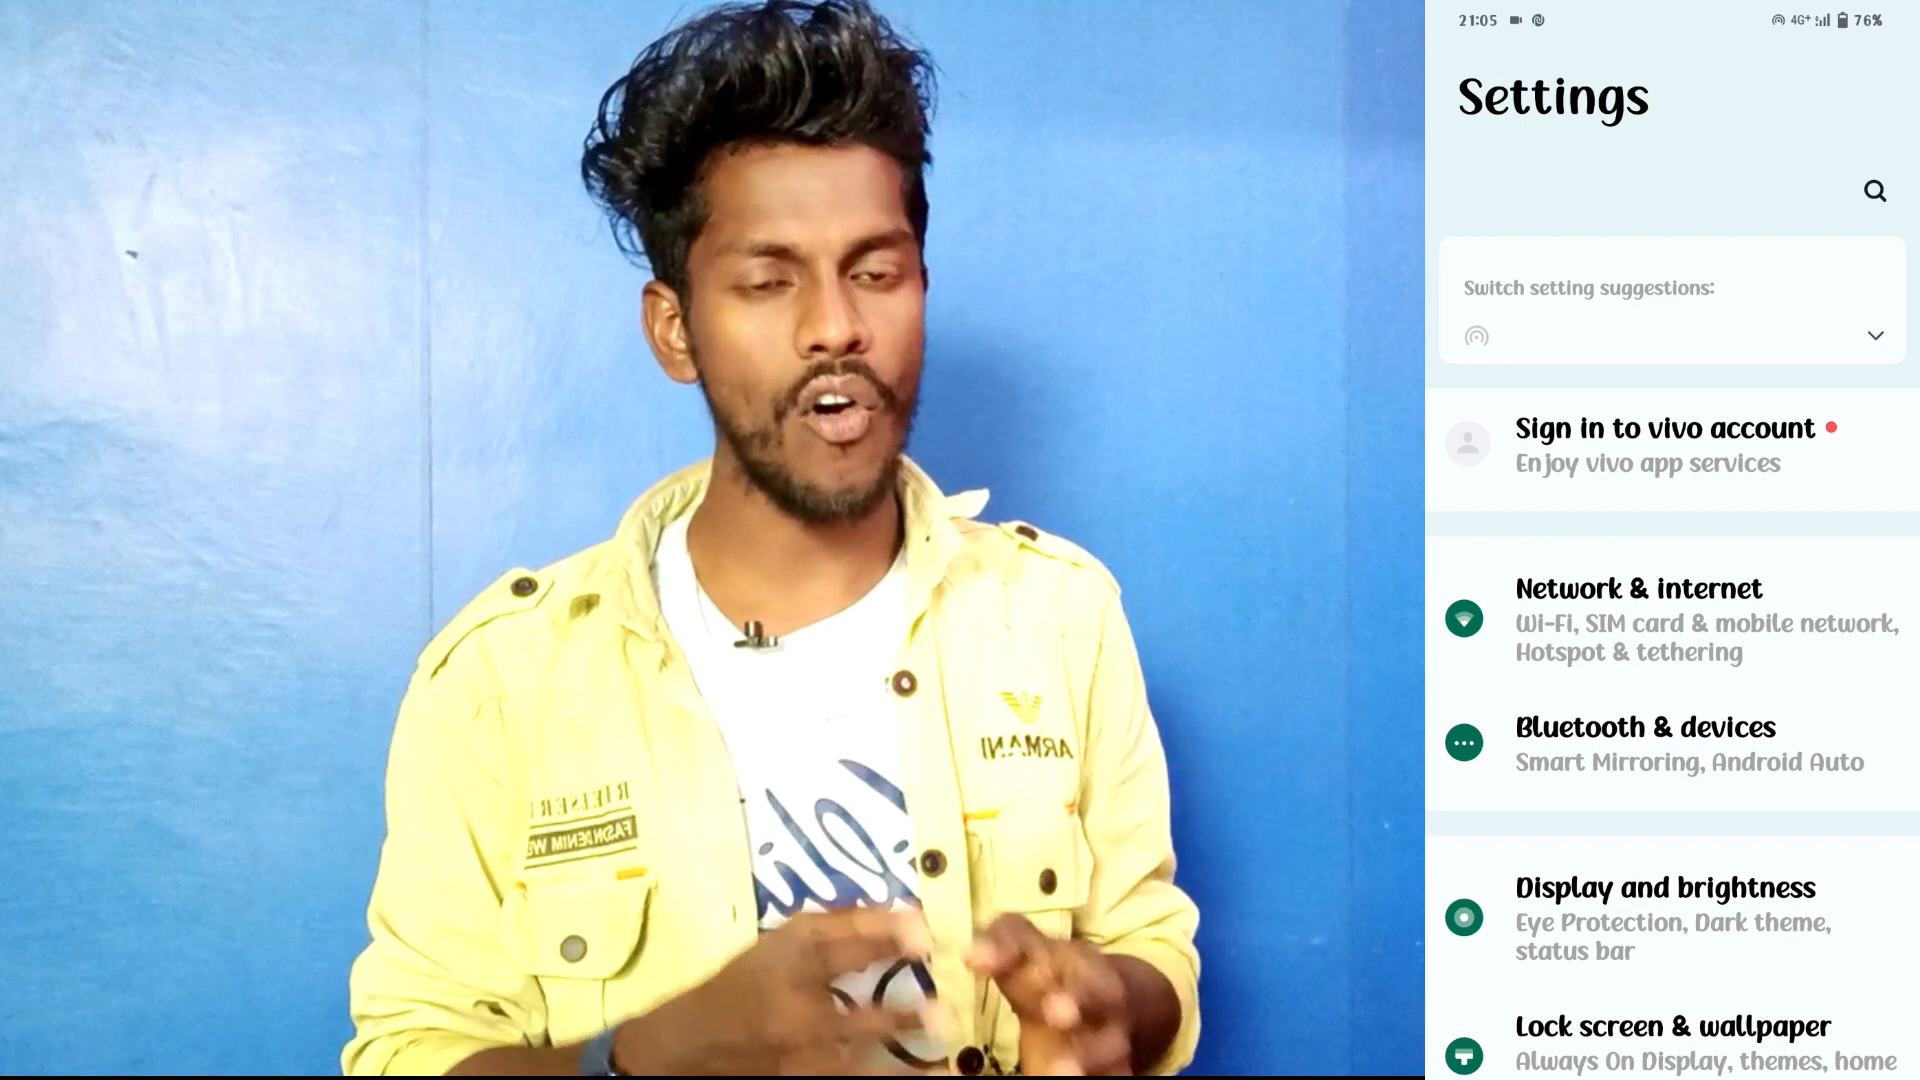 ARMANI
FASN DENIM
21:05
4G+
76%
Settings
Switch setting suggestions:
Sign in to vivo account
Enjoy vivo app services
Network & internet
Wi-Fi, SIM card & mobile network,
Hotspot & tethering
Bluetooth & devices
Smart Mirroring, Android Auto
Display and brightness
Eye Protection, Dark theme,
status bar
Lock screen & wallpaper
Always On Display, themes, home